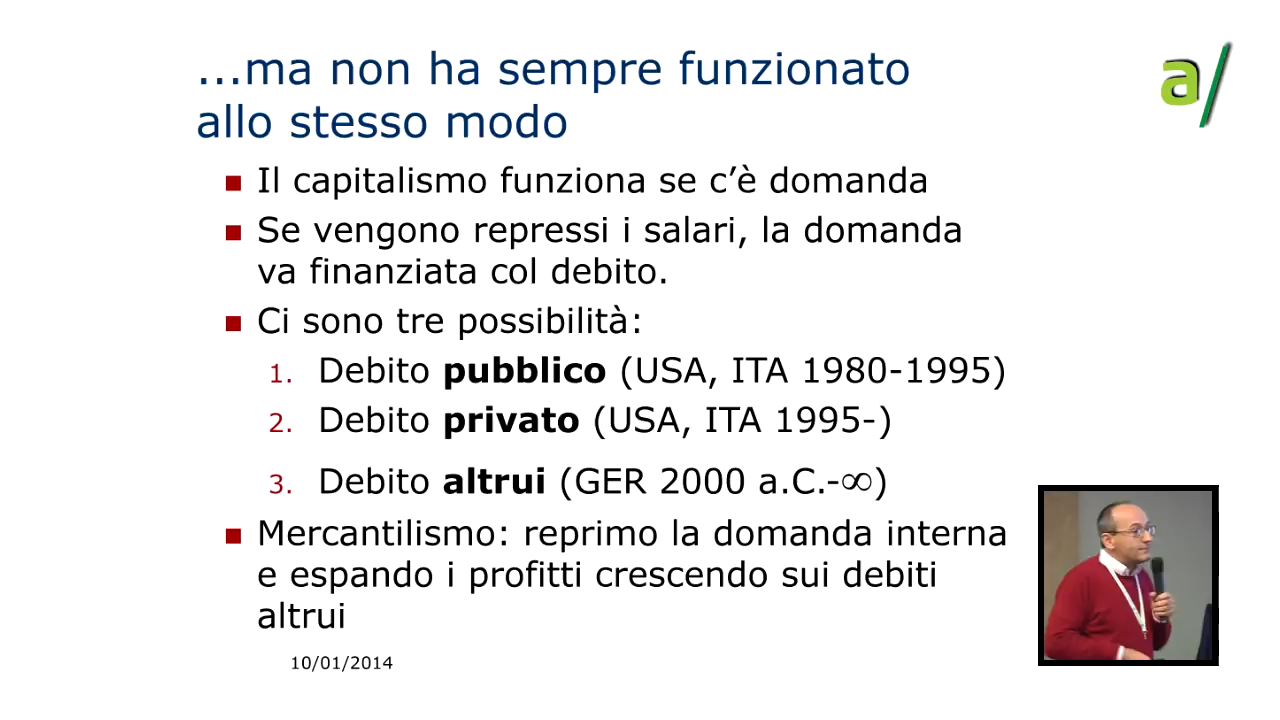 ...ma non ha sempre funzionato
allo stesso modo
a/
Il capitalismo funziona se c’è domanda
Se vengono repressi i salari, la domanda
va finanziata col debito.
Ci sono tre possibilità:
1. Debito pubblico (USA, ITA 1980-1995)
2. Debito privato (USA, ITA 1995-)
3. Debito altrui (GER 2000 a.C.-∞)
Mercantilismo: reprimo la domanda interna
e espando i profitti crescendo sui debiti
altrui
10/01/2014